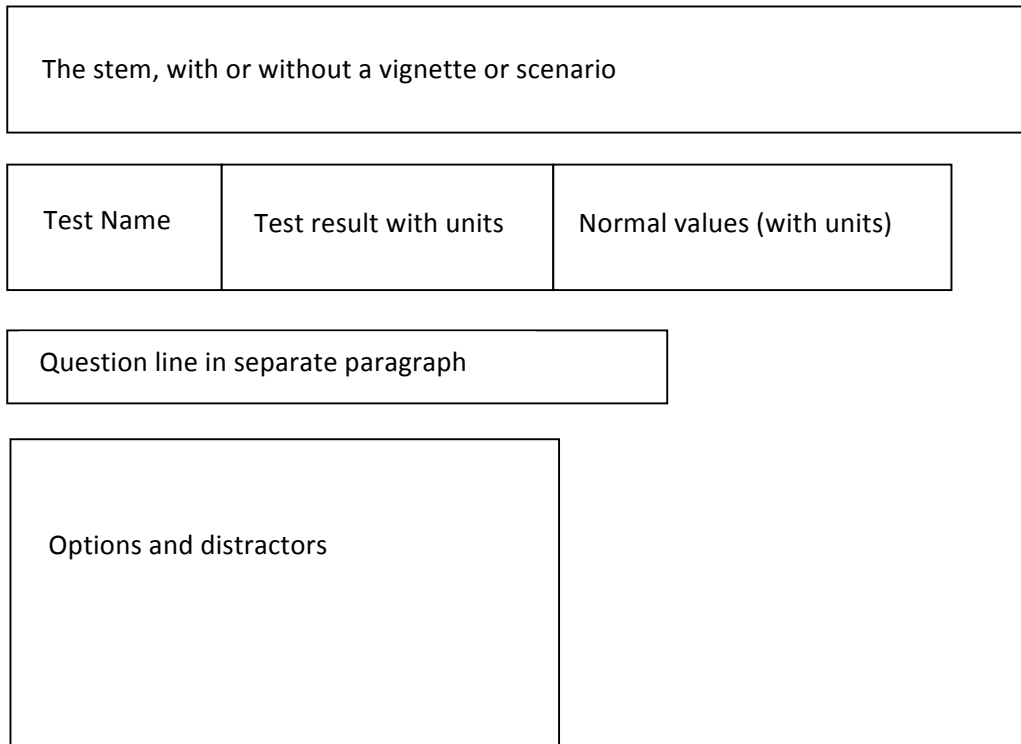 The stem, with or without a vignette or scenario
Test Name
Test result with units
Normal values (with units)
Question line in separate paragraph
Options and distractors